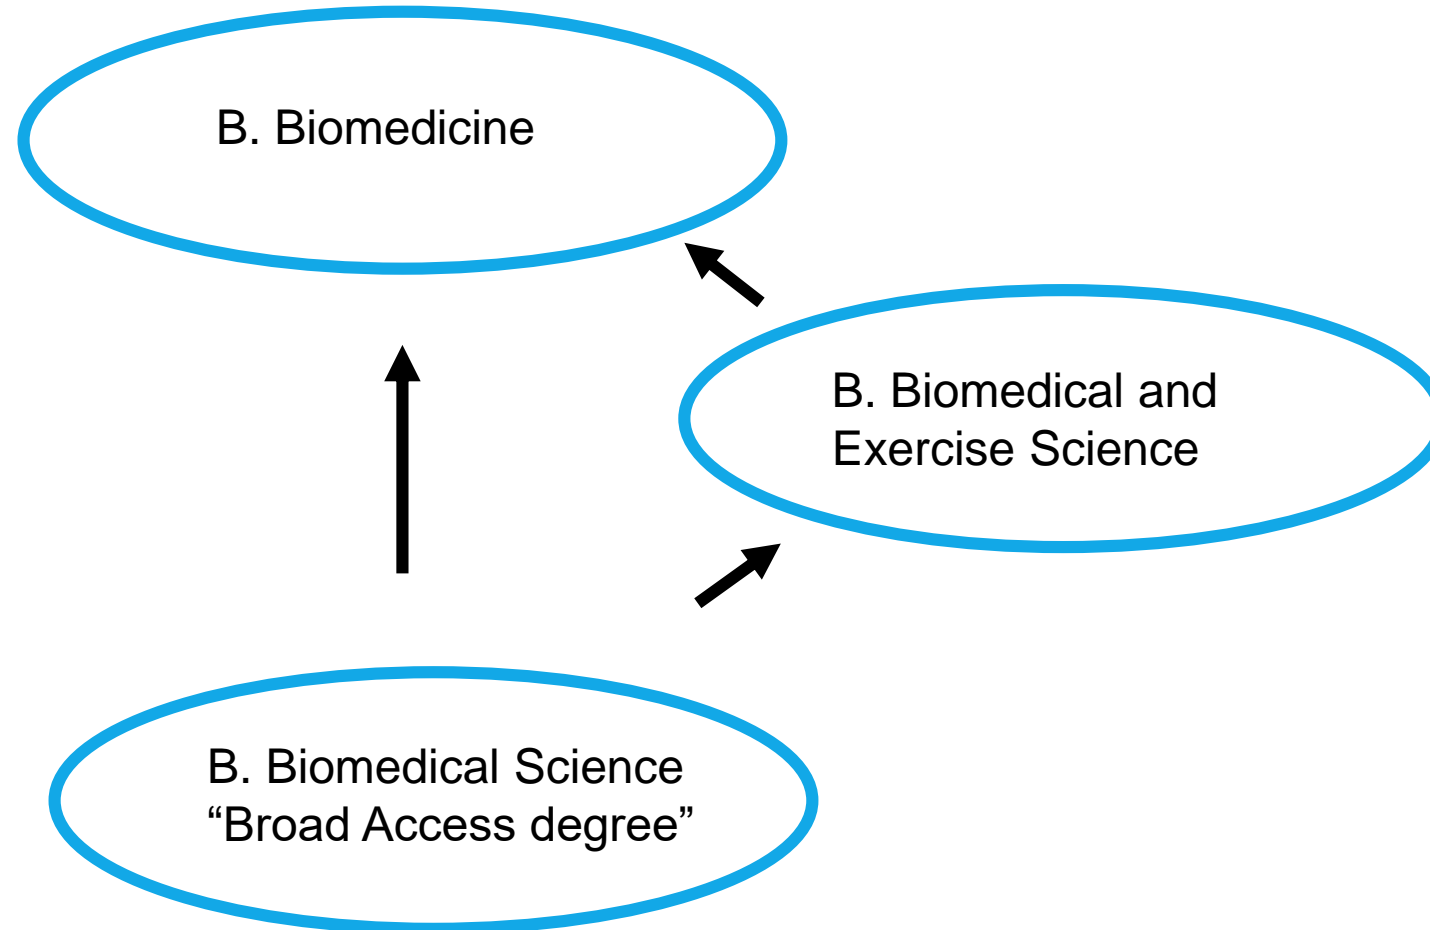 B. Biomedicine
B. Biomedical and
Exercise Science
B. Biomedical Science
“Broad Access degree”